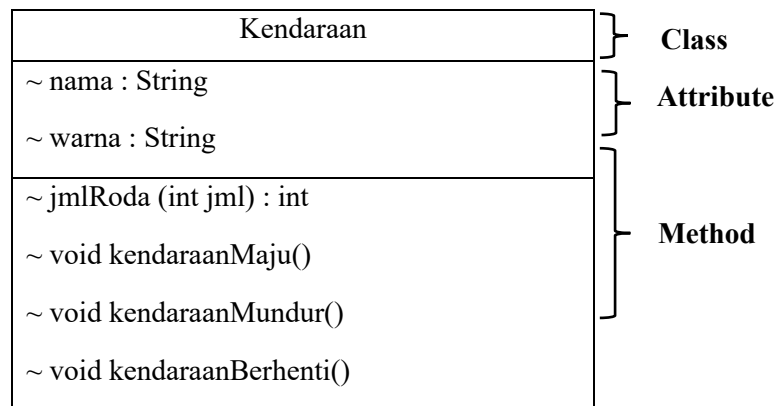 Kendaraan
Class
~ nama : String
Attribute
~ warna : String
~ jmlRoda (int jml) : int
~ void kendaraanMaju()
Method
~ void kendaraanMundur()
~ void kendaraanBerhenti()